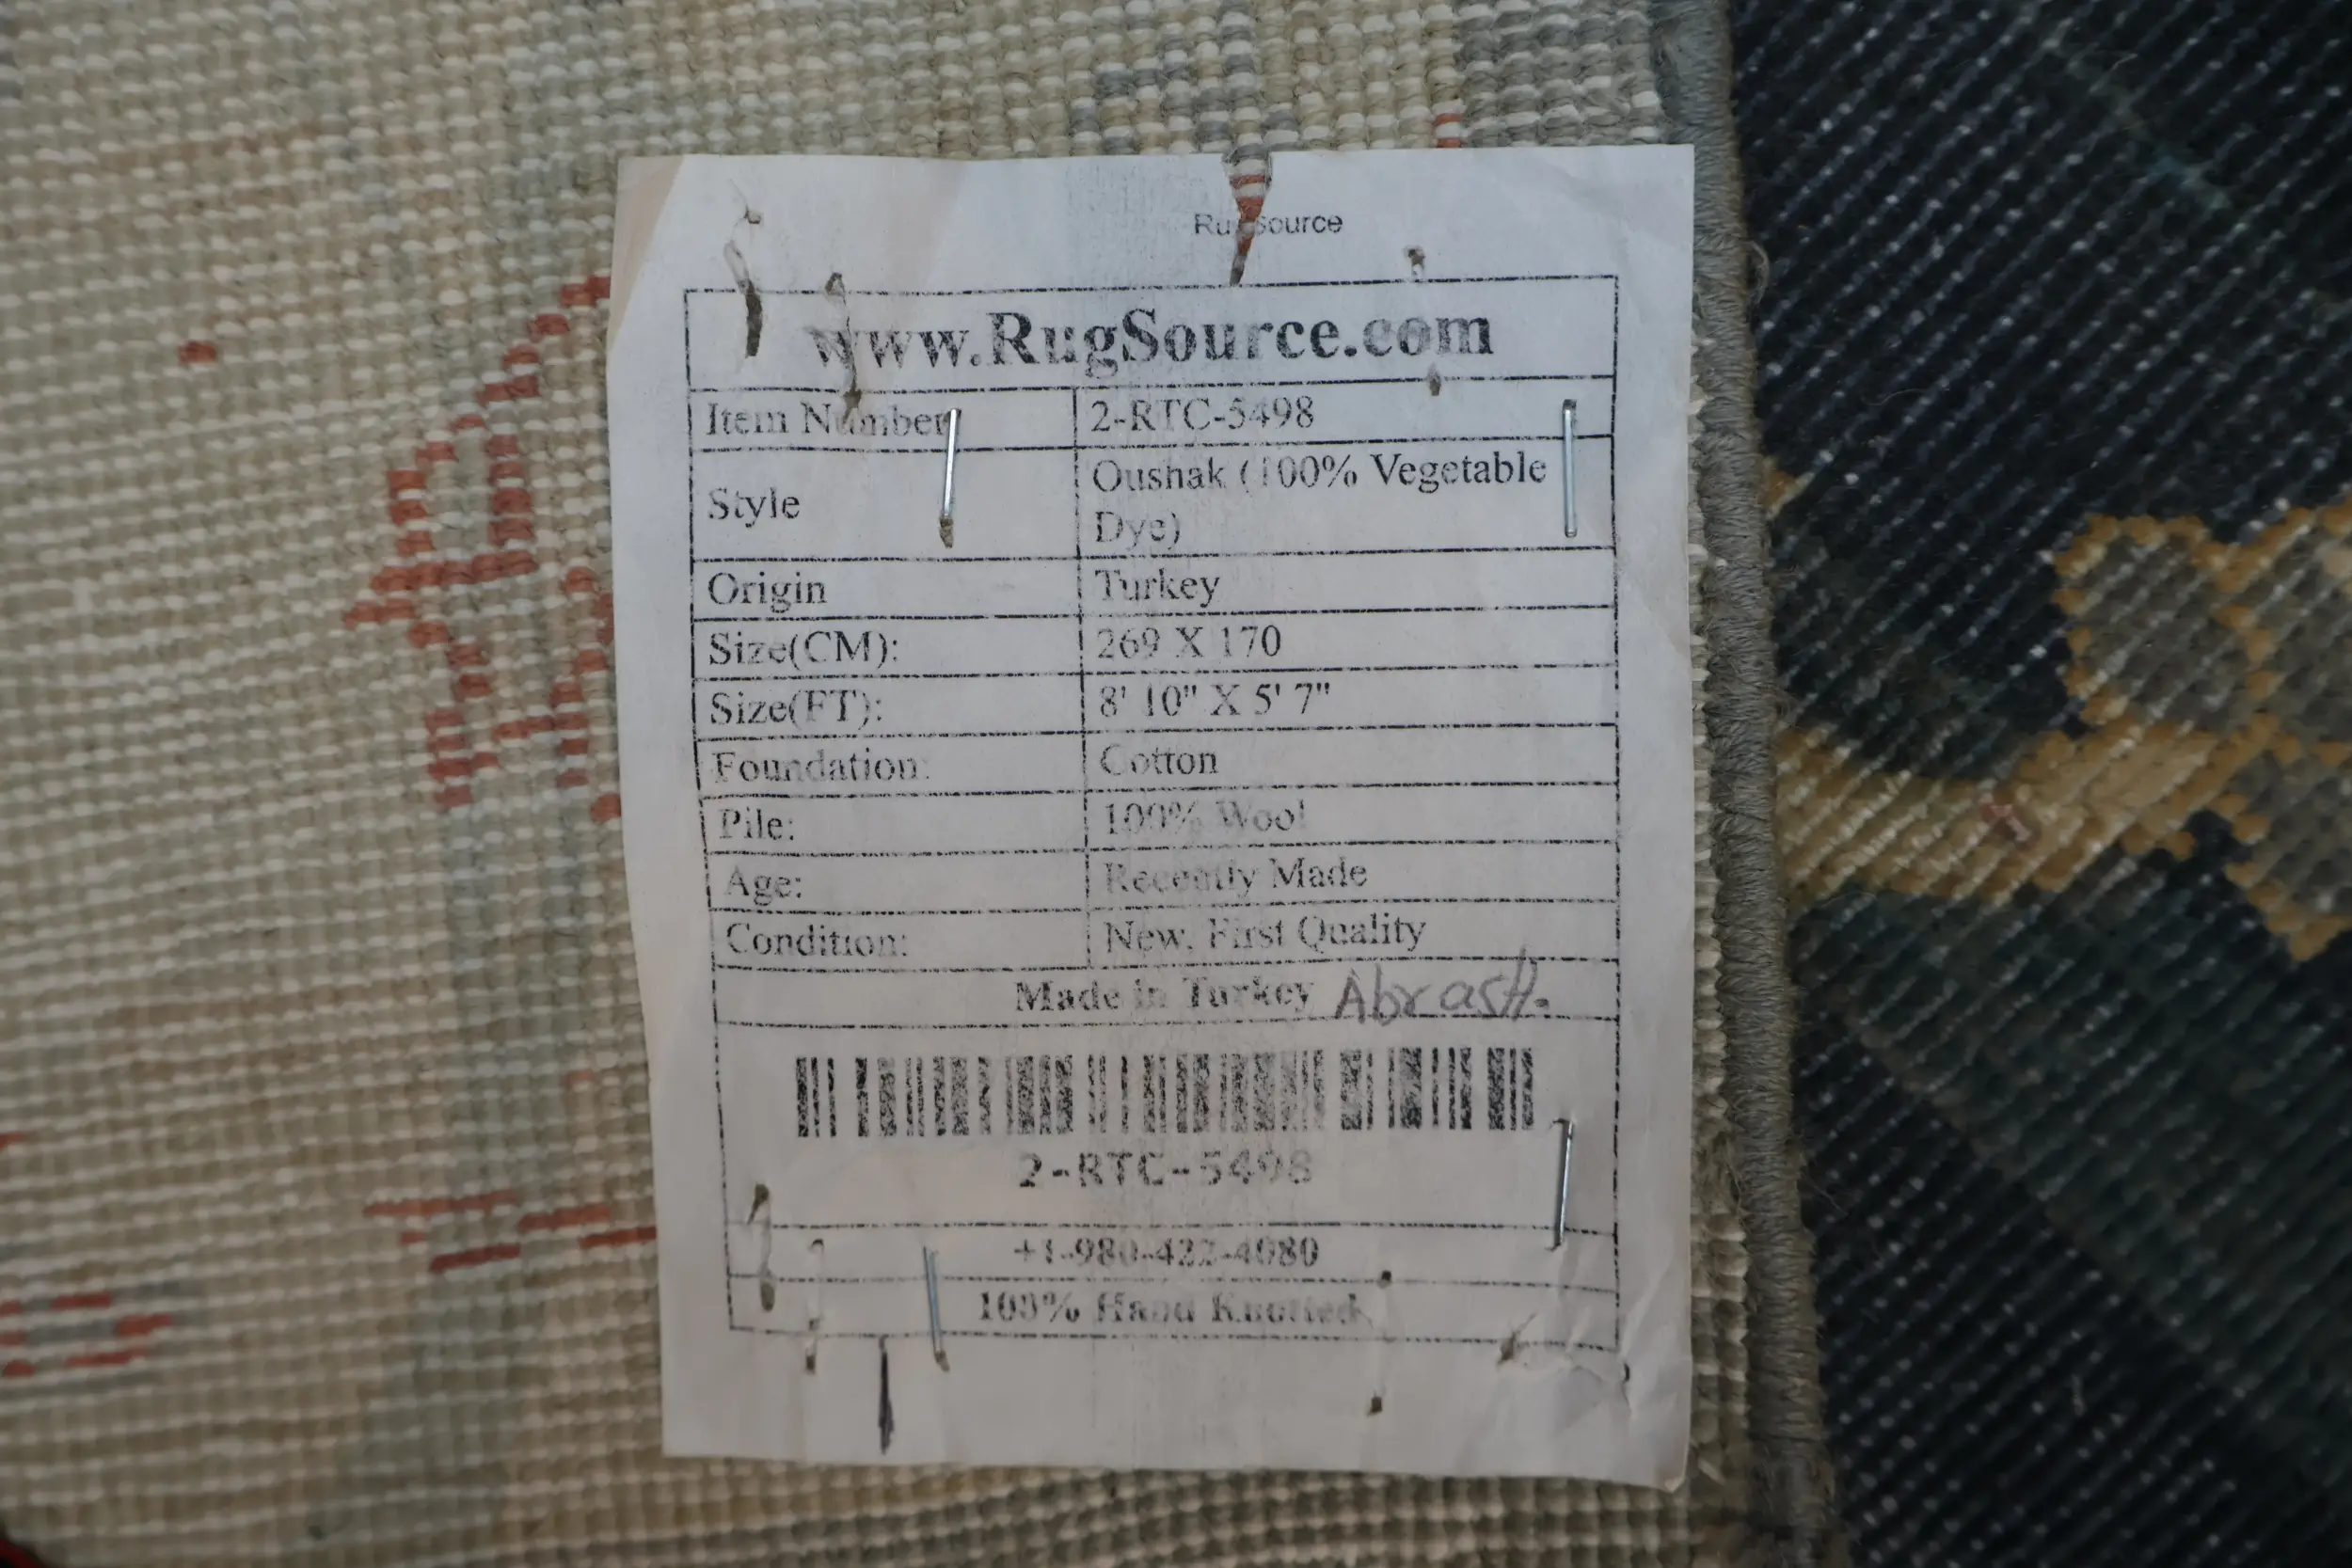 RugSource
www.RugSource.com
Item Number 2-RTC-5498
Style Oushak (100% Vegetable
Dye)
Origin Turkey
Size(CM): 269 X 170
Size(FT): 8' 10" X 5' 7"
Foundation: Cotton
Pile: 100% Wool
Age: Recently Made
Condition: New, First Quality
Made in Turkey Abrash.
2-RTC-5498
+1-980-422-4080
100% Hand Knotted